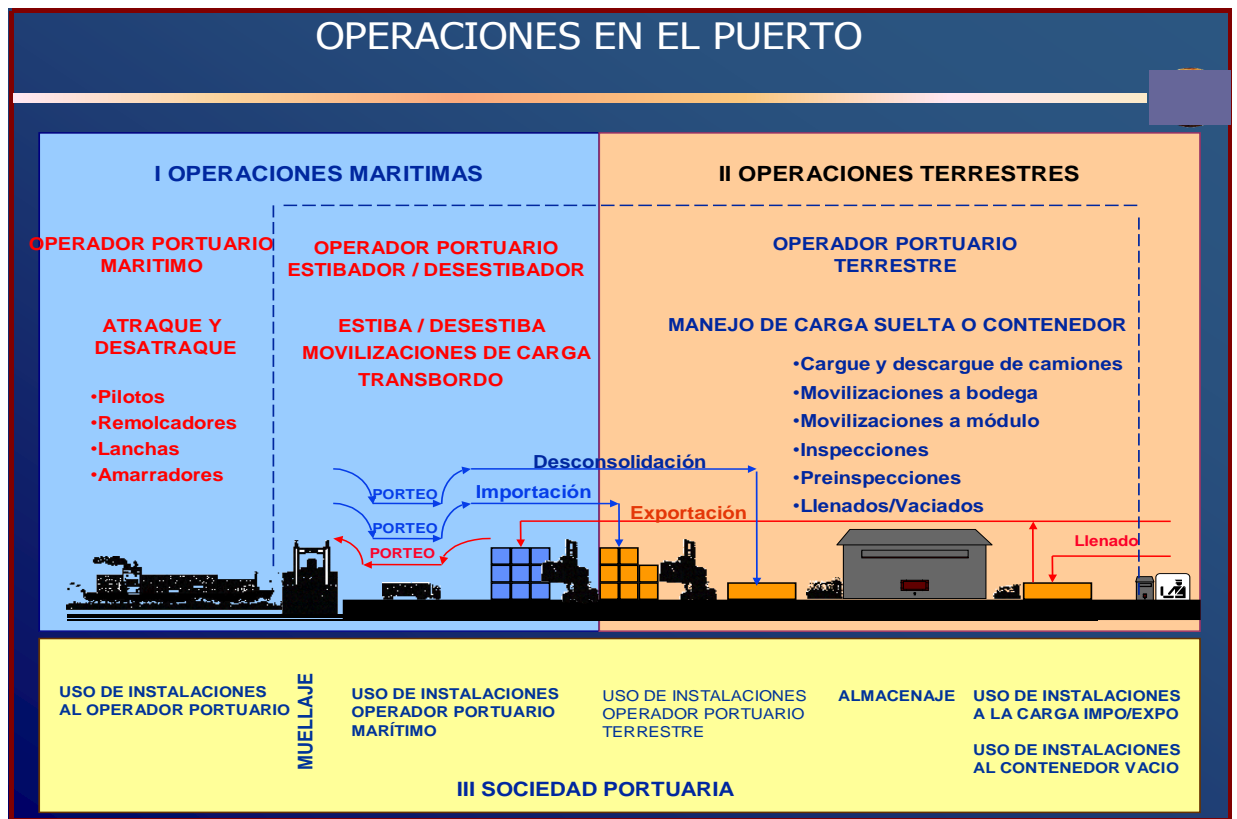 OPERACIONES EN EL PUERTO
I OPERACIONES MARITIMAS
II OPERACIONES TERRESTRES
OPERADOR PORTUARIO
MARITIMO
ATRAQUE Y
DESATRAQUE
•Pilotos
•Remolcadores
•Lanchas
•Amarradores
OPERADOR PORTUARIO
ESTIBADOR / DESESTIBADOR
ESTIBA / DESESTIBA
MOVILIZACIONES DE CARGA
TRANSBORDO
OPERADOR PORTUARIO
TERRESTRE
MANEJO DE CARGA SUELTA O CONTENEDOR
•Cargue y descargue de camiones
•Movilizaciones a bodega
•Movilizaciones a módulo
•Inspecciones
•Preinspecciones
•Llenados/Vaciados
Desconsolidación
PORTEO
Importación
PORTEO
Exportación
PORTEO
Llenado
USO DE INSTALACIONES
AL OPERADOR PORTUARIO
MUELLAJE
USO DE INSTALACIONES
OPERADOR PORTUARIO
MARÍTIMO
USO DE INSTALACIONES
OPERADOR PORTUARIO
TERRESTRE
ALMACENAJE
USO DE INSTALACIONES
A LA CARGA IMPO/EXPO
USO DE INSTALACIONES
AL CONTENEDOR VACIO
III SOCIEDAD PORTUARIA